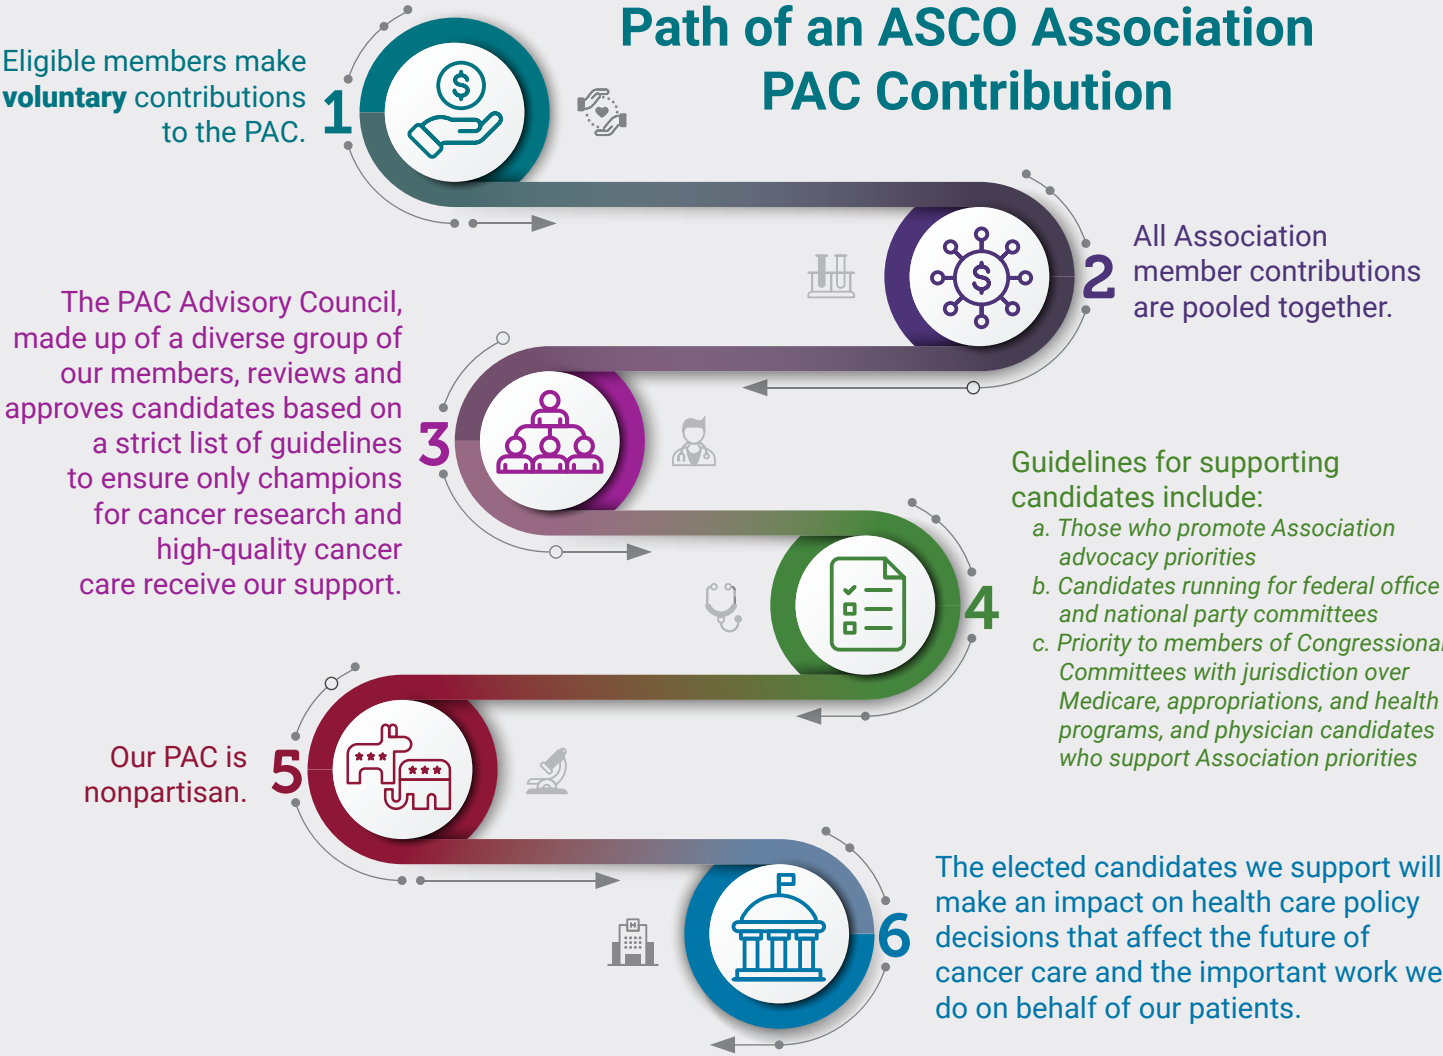 Path of an ASCO Association
PAC Contribution
Eligible members make
voluntary contributions
to the PAC.
1
$
$
2
All Association
member contributions
are pooled together.
The PAC Advisory Council,
made up of a diverse group of
our members, reviews and
approves candidates based on
a strict list of guidelines
to ensure only champions
for cancer research and
high-quality cancer
care receive our support.
3
4
Guidelines for supporting
candidates include:
a. Those who promote Association
advocacy priorities
b. Candidates running for federal office
and national party committees
c. Priority to members of Congressional
Committees with jurisdiction over
Medicare, appropriations, and health
programs, and physician candidates
who support Association priorities
Our PAC is
nonpartisan.
5
H
6
The elected candidates we support will
make an impact on health care policy
decisions that affect the future of
cancer care and the important work we
do on behalf of our patients.